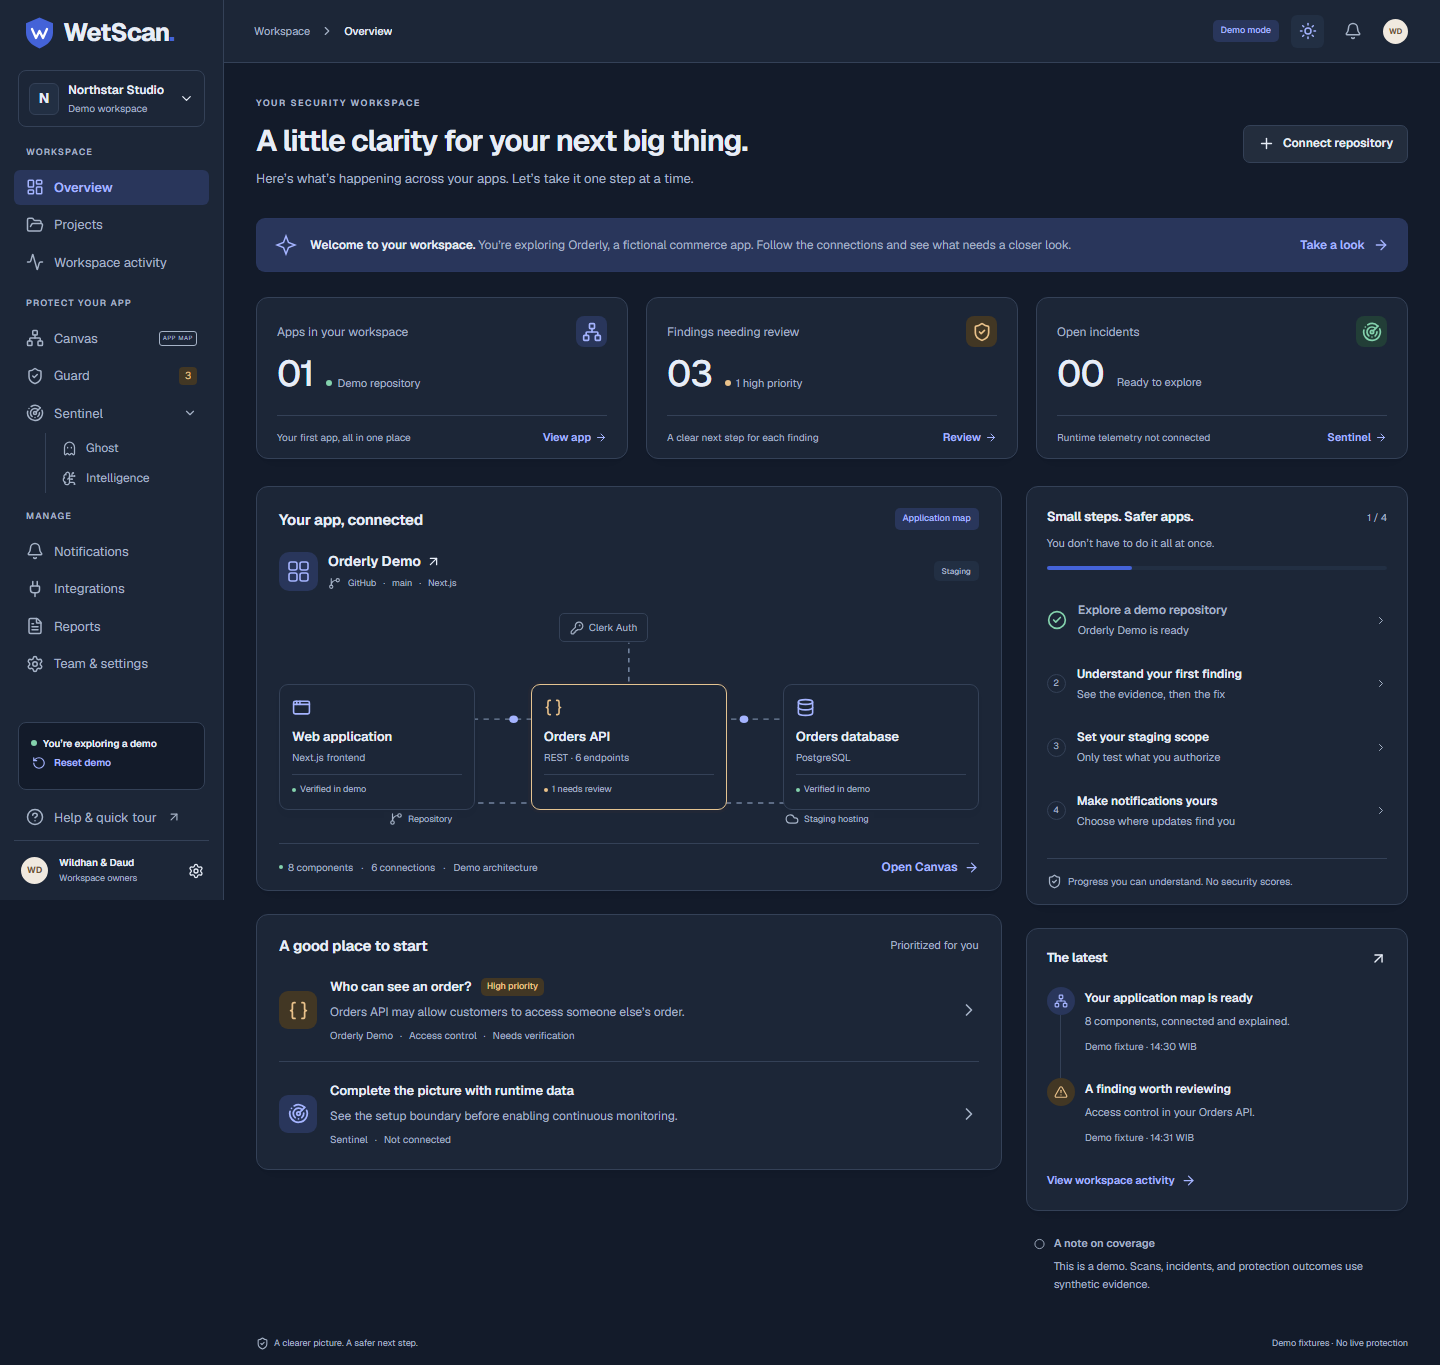 WetScan.
N
Northstar Studio
Demo workspace
WORKSPACE
Overview
Projects
Workspace activity
PROTECT YOUR APP
Canvas APP MAP
Guard 3
Sentinel
Ghost
Intelligence
MANAGE
Notifications
Integrations
Reports
Team & settings
You're exploring a demo
Reset demo
Help & quick tour
WD
Wildhan & Daud
Workspace owners
Workspace Overview
Demo mode
WD
YOUR SECURITY WORKSPACE
A little clarity for your next big thing.
Here's what's happening across your apps. Let's take it one step at a time.
Connect repository
Welcome to your workspace. You're exploring Orderly, a fictional commerce app. Follow the connections and see what needs a closer look.
Take a look
Apps in your workspace
01 Demo repository
Your first app, all in one place View app
Findings needing review
03 1 high priority
A clear next step for each finding Review
Open incidents
00 Ready to explore
Runtime telemetry not connected Sentinel
Your app, connected
Application map
Orderly Demo
GitHub · main · Next.js
Staging
Clerk Auth
Web application
Next.js frontend
Verified in demo
Orders API
REST · 6 endpoints
1 needs review
Orders database
PostgreSQL
Verified in demo
Repository
Staging hosting
8 components · 6 connections · Demo architecture
Open Canvas
Small steps. Safer apps.
1 / 4
You don't have to do it all at once.
Explore a demo repository
Orderly Demo is ready
2
Understand your first finding
See the evidence, then the fix
3
Set your staging scope
Only test what you authorize
4
Make notifications yours
Choose where updates find you
Progress you can understand. No security scores.
A good place to start
Prioritized for you
Who can see an order? High priority
Orders API may allow customers to access someone else's order.
Orderly Demo · Access control · Needs verification
Complete the picture with runtime data
See the setup boundary before enabling continuous monitoring.
Sentinel · Not connected
The latest
Your application map is ready
8 components, connected and explained.
Demo fixture · 14:30 WIB
A finding worth reviewing
Access control in your Orders API.
Demo fixture · 14:31 WIB
View workspace activity
A note on coverage
This is a demo. Scans, incidents, and protection outcomes use
synthetic evidence.
A clearer picture. A safer next step.
Demo fixtures · No live protection